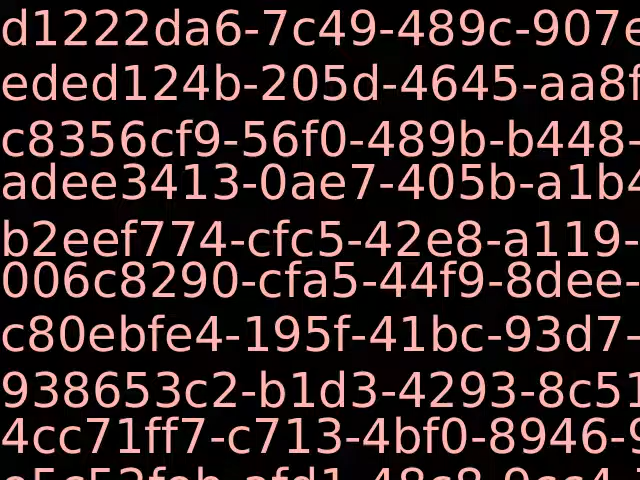 d1222da6-7c49-489c-907e
eded124b-205d-4645-aa8f
c8356cf9-56f0-489b-b448-
adee3413-0ae7-405b-a1b4
b2eef774-cfc5-42e8-a119-
006c8290-cfa5-44f9-8dee-
c80ebfe4-195f-41bc-93d7-
938653c2-b1d3-4293-8c51
4cc71ff7-c713-4bf0-8946-9